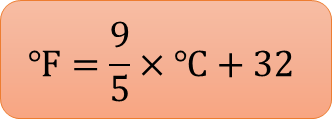 °F = 9/5 × °C + 32